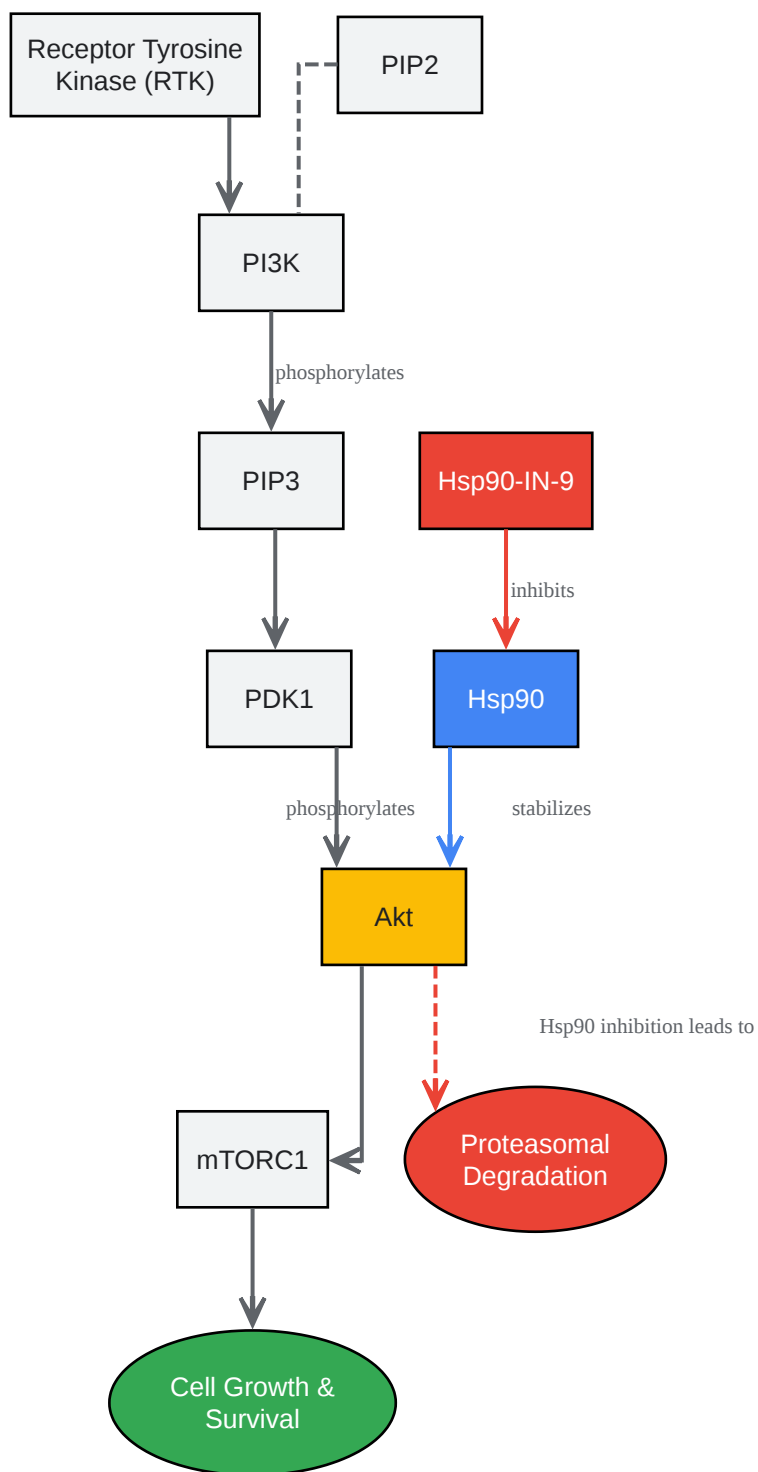 Receptor Tyrosine
Kinase (RTK)
PIP2
PI3K
phosphorylates
PIP3
Hsp90-IN-9
inhibits
PDK1
Hsp90
phosphorylates
stabilizes
Akt
Hsp90 inhibition leads to
mTORC1
Proteasomal
Degradation
Cell Growth &
Survival